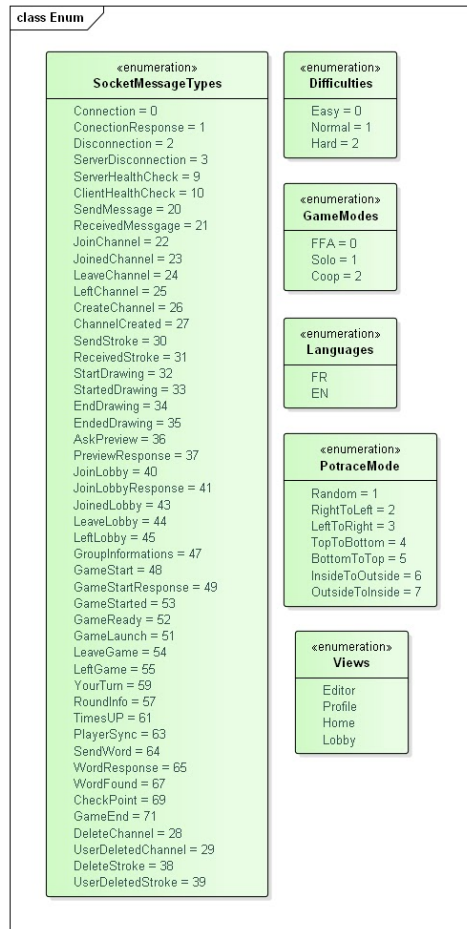 class Enum
«enumeration»
SocketMessageTypes
Connection = 0
ConectionResponse = 1
Disconnection = 2
ServerDisconnection = 3
ServerHealthCheck = 9
ClientHealthCheck = 10
SendMessage = 20
ReceivedMessgage = 21
JoinChannel = 22
JoinedChannel = 23
LeaveChannel = 24
LeftChannel = 25
CreateChannel = 26
ChannelCreated = 27
SendStroke = 30
ReceivedStroke = 31
StartDrawing = 32
StartedDrawing = 33
EndDrawing = 34
EndedDrawing = 35
AskPreview = 36
PreviewResponse = 37
JoinLobby = 40
JoinLobbyResponse = 41
JoinedLobby = 43
LeaveLobby = 44
LeftLobby = 45
GroupInformations = 47
GameStart = 48
GameStartResponse = 49
GameStarted = 53
GameReady = 52
GameLaunch = 51
LeaveGame = 54
LeftGame = 55
YourTurn = 59
RoundInfo = 57
TimesUP = 61
PlayerSync = 63
SendWord = 64
WordResponse = 65
WordFound = 67
CheckPoint = 69
GameEnd = 71
DeleteChannel = 28
UserDeletedChannel = 29
DeleteStroke = 38
UserDeletedStroke = 39
«enumeration»
Difficulties
Easy = 0
Normal = 1
Hard = 2
«enumeration»
GameModes
FFA = 0
Solo = 1
Coop = 2
«enumeration»
Languages
FR
EN
«enumeration»
PotraceMode
Random = 1
RightToLeft = 2
LeftToRight = 3
TopToBottom = 4
BottomToTop = 5
InsideToOutside = 6
OutsideToInside = 7
«enumeration»
Views
Editor
Profile
Home
Lobby